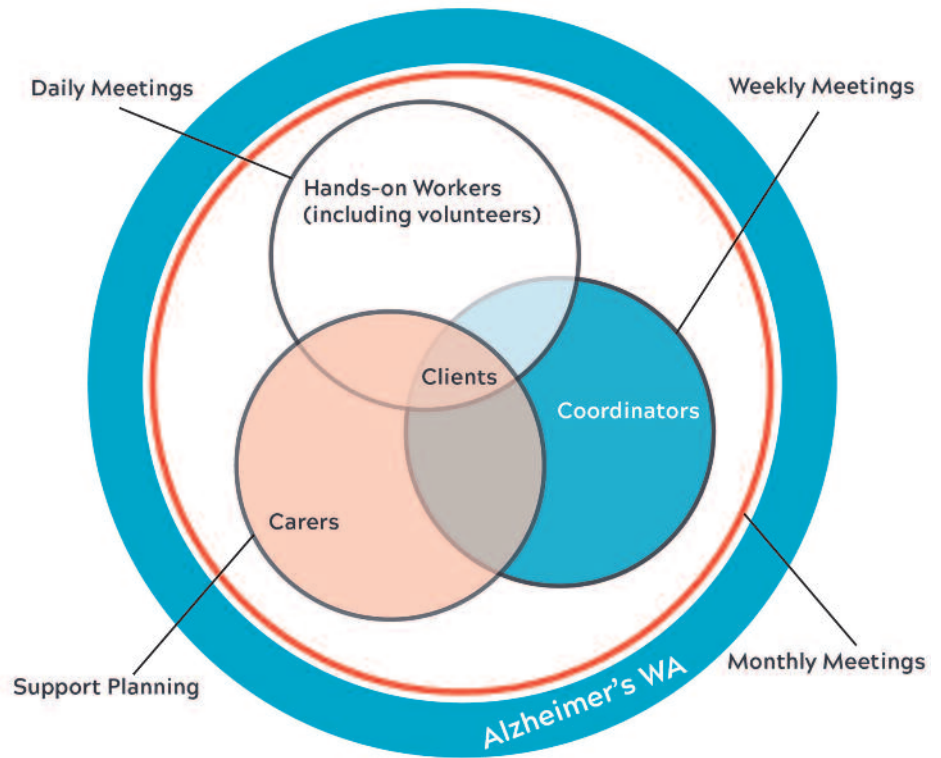 Daily Meetings
Weekly Meetings
Hands-on Workers
(including volunteers)
Clients
Coordinators
Carers
Monthly Meetings
Support Planning
Alzheimer's WA